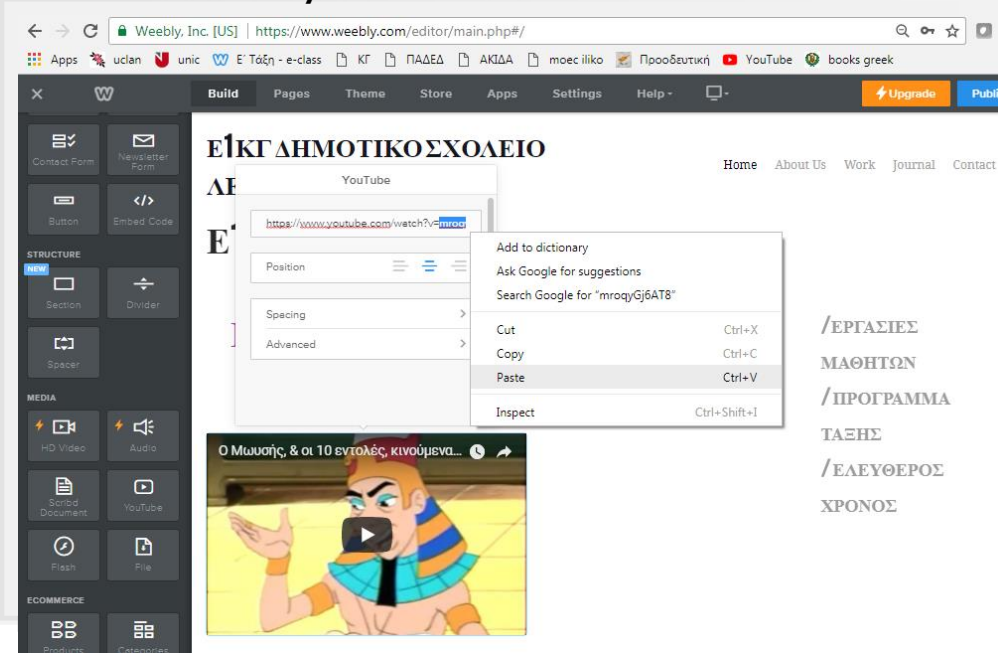 Weebly, Inc. [US] | https://www.weebly.com/editor/main.php#/
Apps uclan unic Ε΄ Τάξη - e-class ΚΓ ΠΑΔΕΔ ΑΚΙΔΑ moec iliko Προοδευτική YouTube books greek
Build Pages Theme Store Apps Settings Help Upgrade Publi
Contact Form Newsletter Form
Button Embed Code
STRUCTURE
NEW
Section Divider
Spacer
MEDIA
HD Video Audio
Scribd Document YouTube
Flash File
ECOMMERCE
Products Categories
Ε1ΚΓ ΔΗΜΟΤΙΚΟ ΣΧΟΛΕΙΟ
ΛΕ
Home About Us Work Journal Contact
YouTube
https://www.youtube.com/watch?v=mroqy
Position
Spacing
Advanced
Add to dictionary
Ask Google for suggestions
Search Google for "mroqyGj6AT8"
Cut Ctrl+X
Copy Ctrl+C
Paste Ctrl+V
Inspect Ctrl+Shift+I
/ΕΡΓΑΣΙΕΣ
ΜΑΘΗΤΩΝ
/ΠΡΟΓΡΑΜΜΑ
ΤΑΞΗΣ
/ΕΛΕΥΘΕΡΟΣ
ΧΡΟΝΟΣ
Ο Μωυσής, & οι 10 εντολές, κινούμενα...